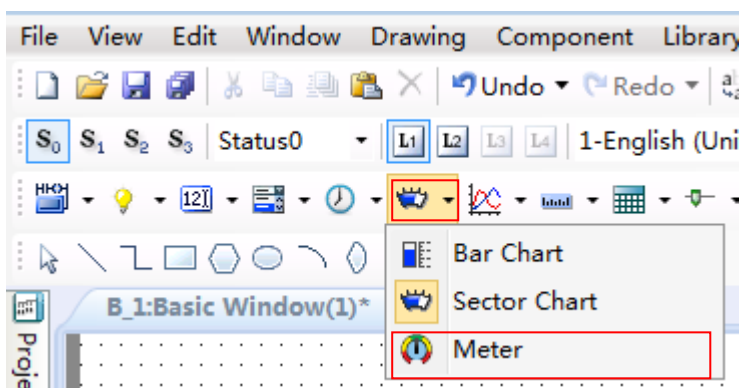 File View Edit Window Drawing Component Library
Undo Redo
S0 S1 S2 S3 Status0 L1 L2 L3 L4 1-English (Uni
12
Bar Chart
B_1:Basic Window(1)*
Sector Chart
Meter
Proje